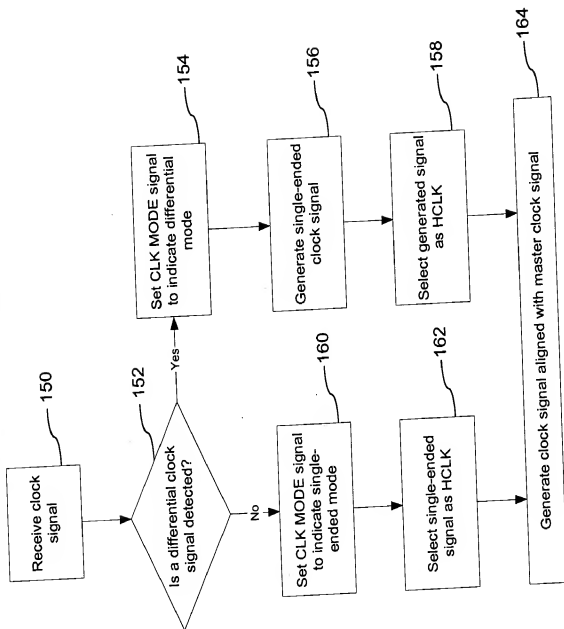 150
Receive clock
signal
152
Is a differential clock
signal detected?
Yes
154
Set CLK MODE signal
to indicate differential
mode
156
Generate single-ended
clock signal
158
Select generated signal
as HCLK
No
160
Set CLK MODE signal
to indicate single-
ended mode
162
Select single-ended
signal as HCLK
164
Generate clock signal aligned with master clock signal